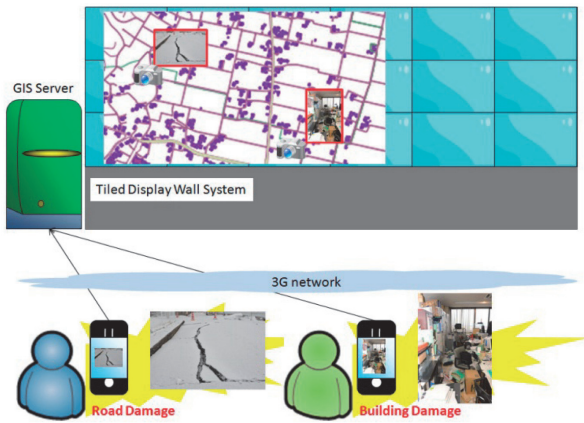 GIS Server
Tiled Display Wall System
3G network
Road Damage
Building Damage